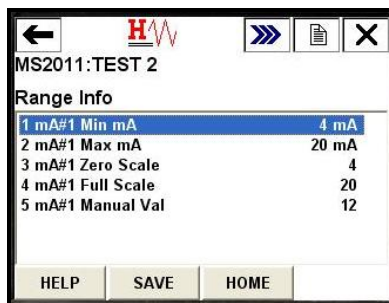 H
MS2011:TEST 2
Range Info
1 mA#1 Min mA 4 mA
2 mA#1 Max mA 20 mA
3 mA#1 Zero Scale 4
4 mA#1 Full Scale 20
5 mA#1 Manual Val 12
HELP SAVE HOME